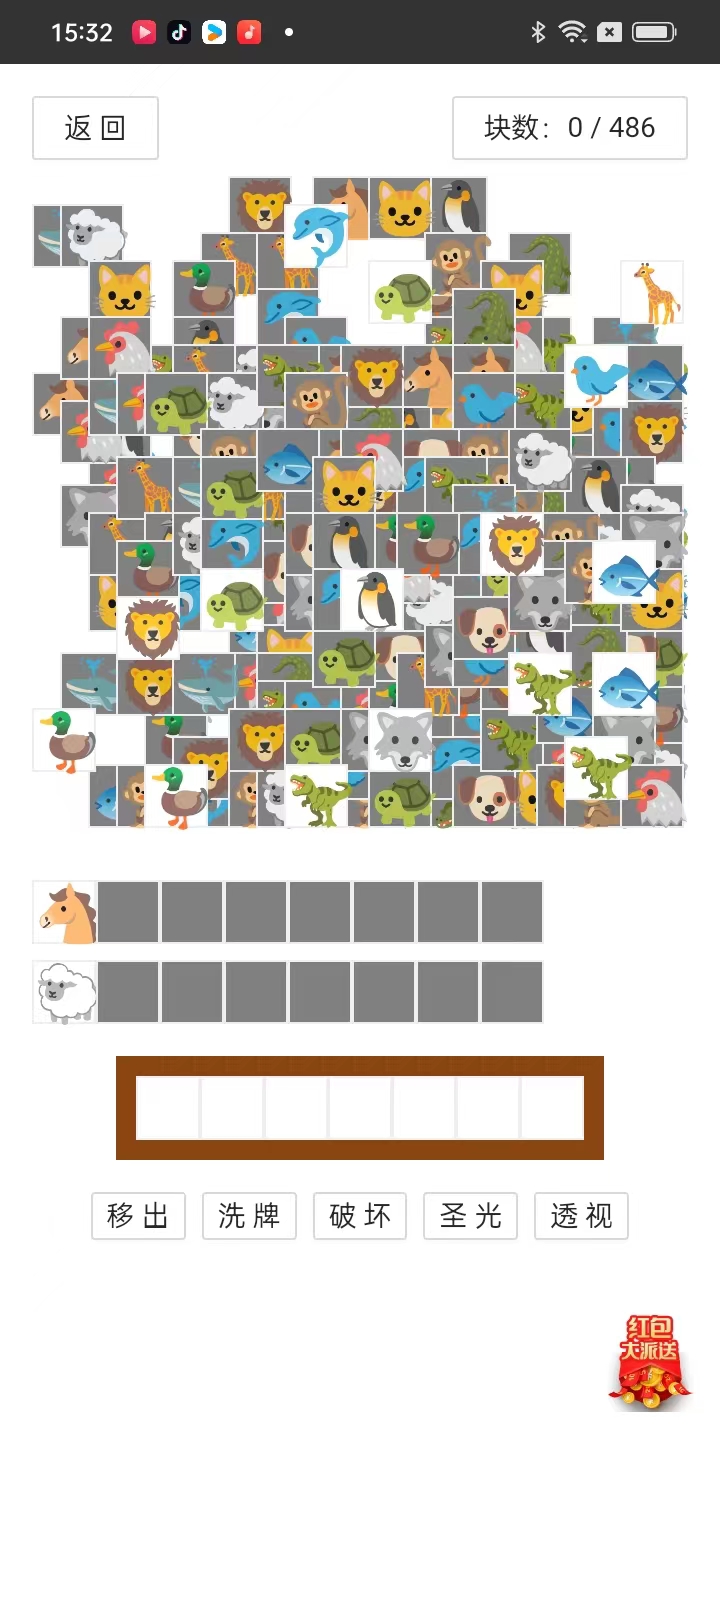 15:32
返 回
块数：0 / 486
移 出
洗 牌
破 坏
圣 光
透 视
红包
大派送